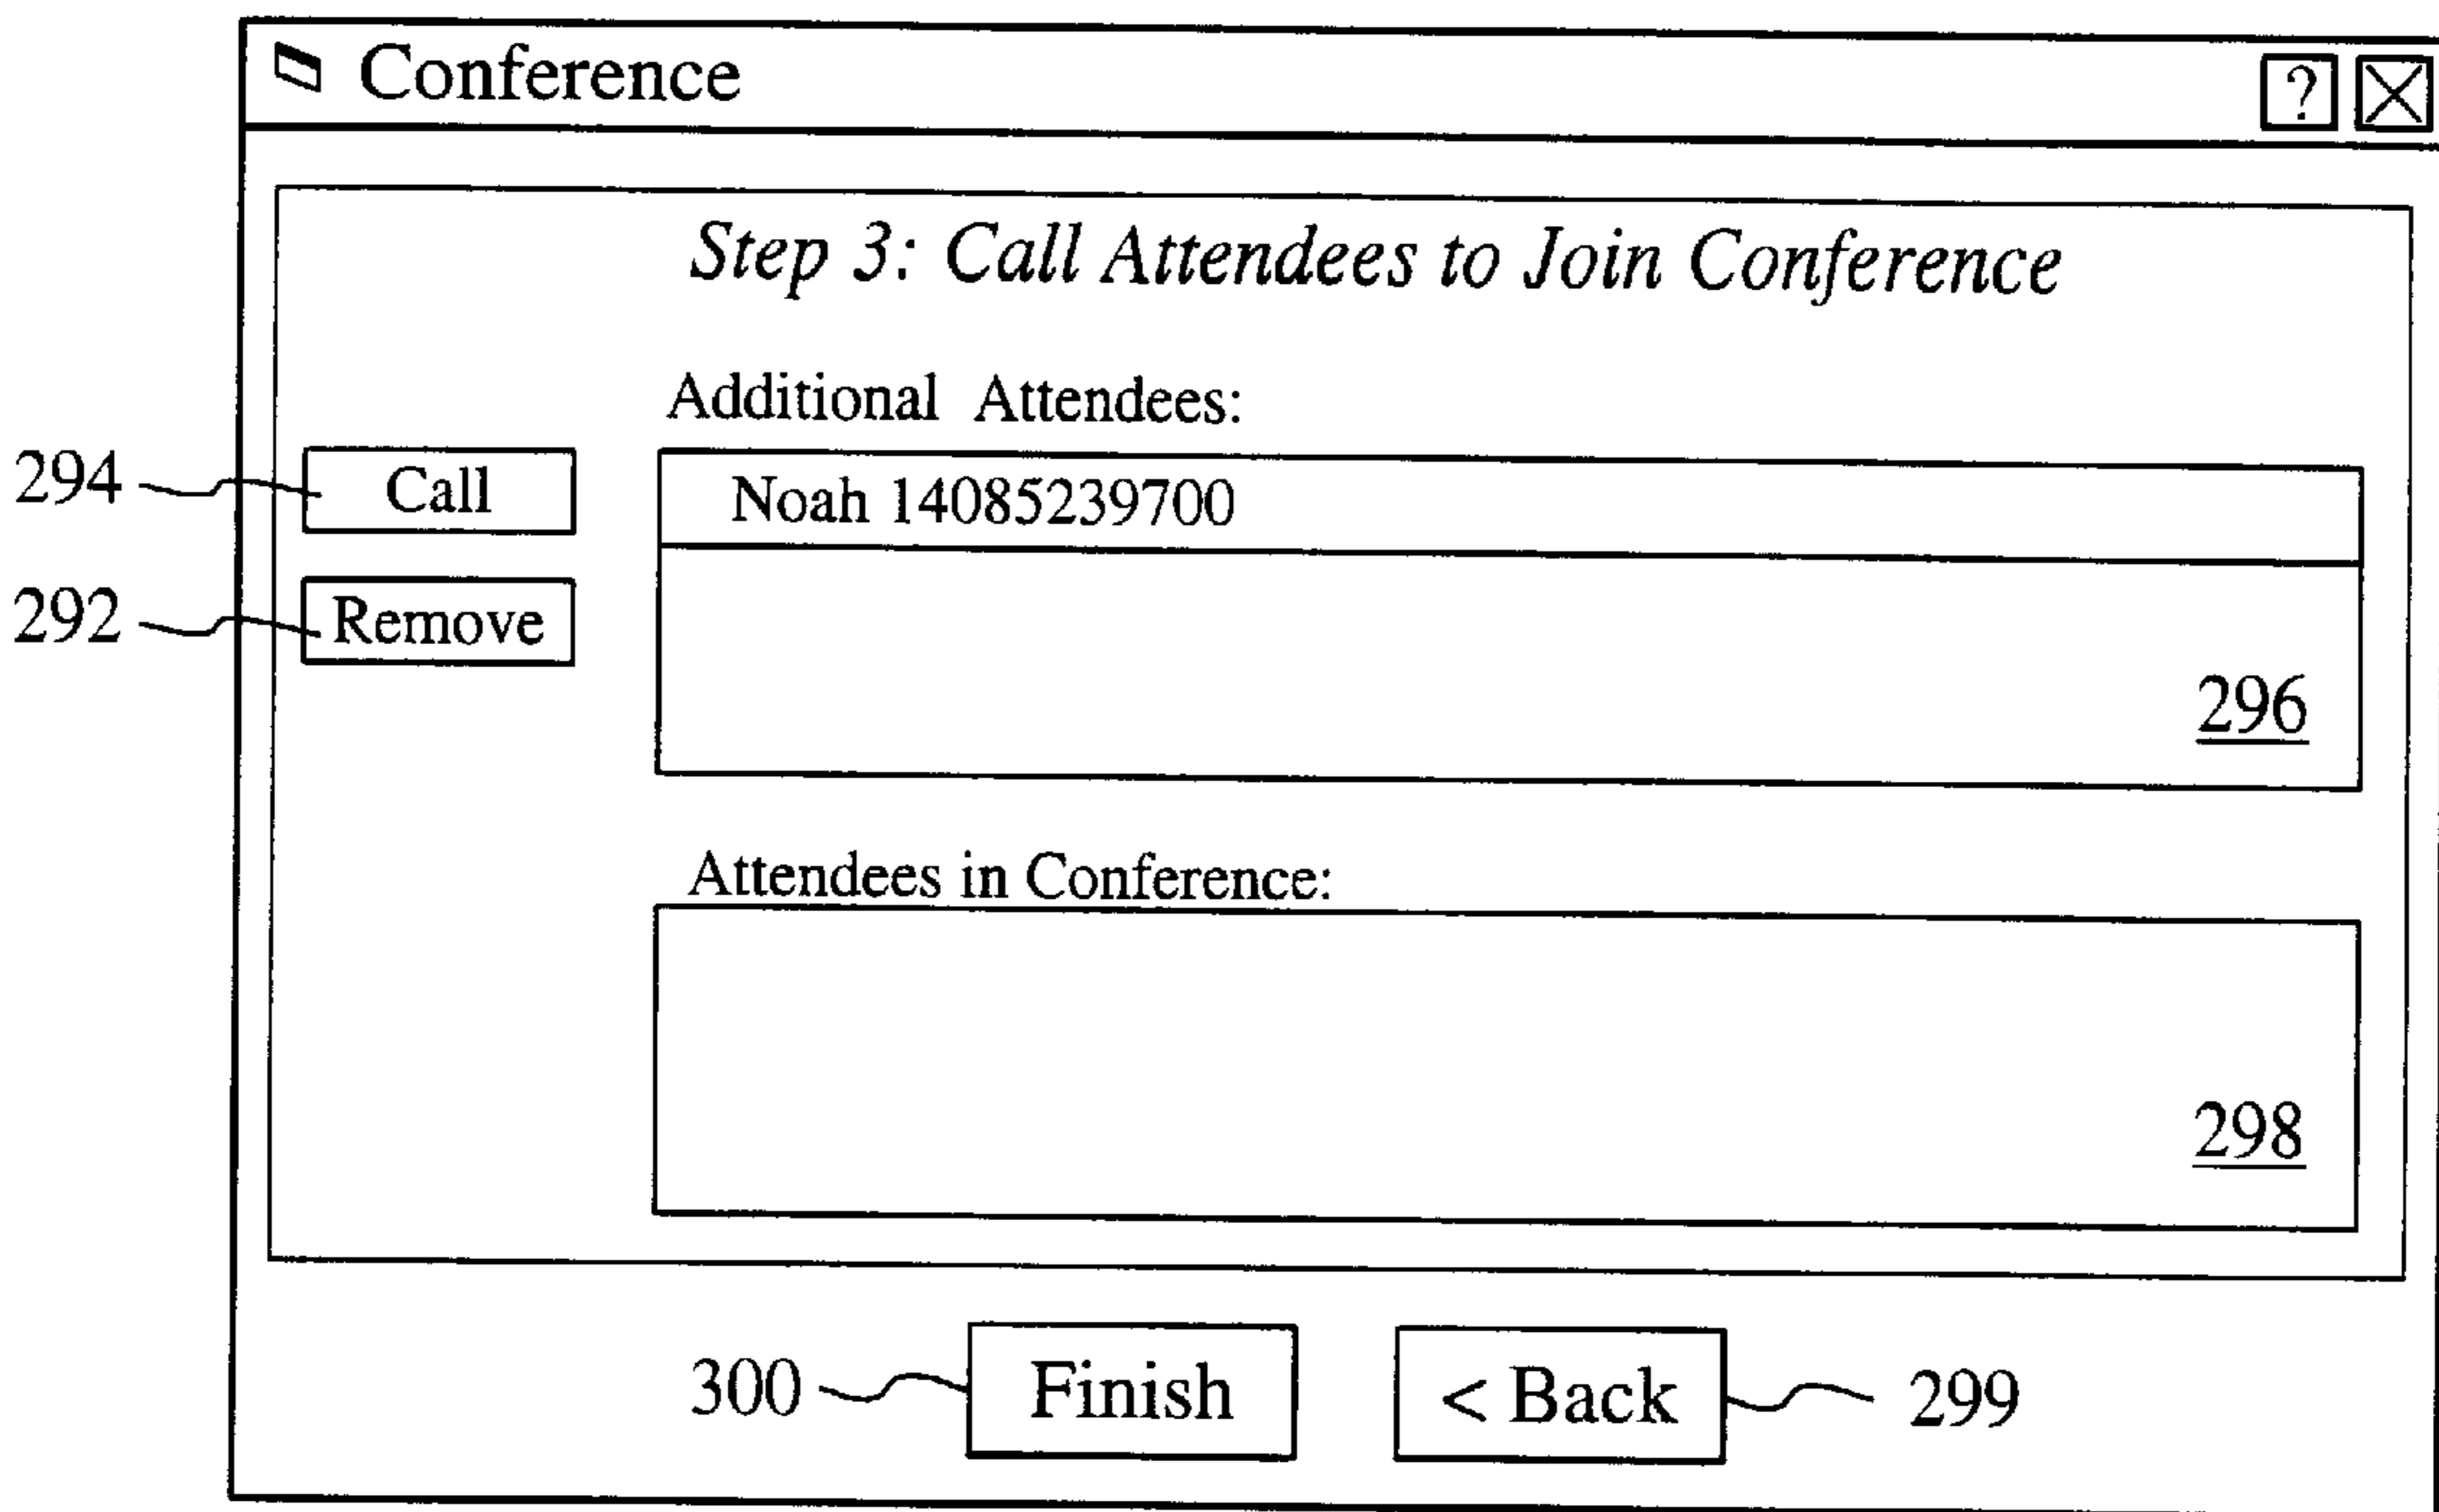 Conference ?
Step 3: Call Attendees to Join Conference
Additional Attendees:
294 Call Noah 14085239700
292 Remove
296
Attendees in Conference:
298
300 Finish < Back 299